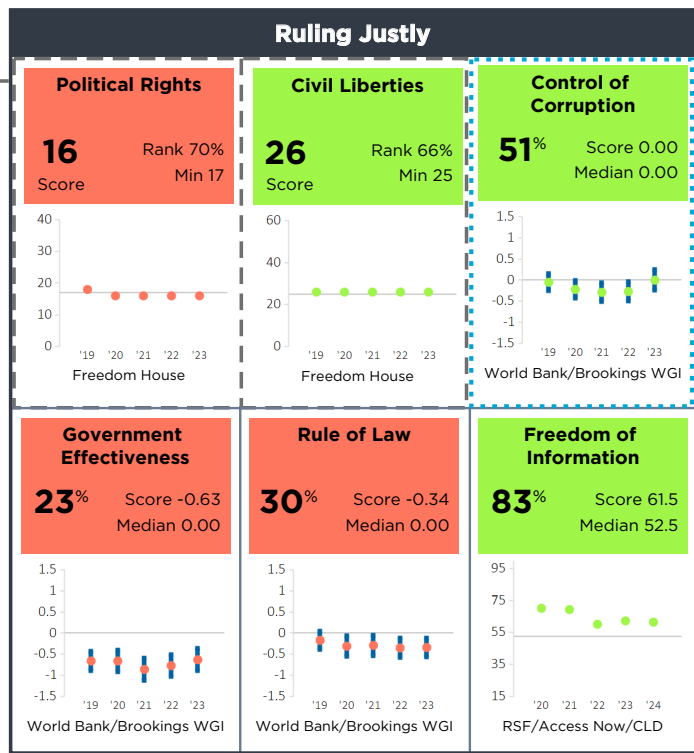 Ruling Justly
Political Rights
16
Score
Rank 70%
Min 17
40
30
20
10
0
'19 '20 '21 '22 '23
Freedom House
Civil Liberties
26
Score
Rank 66%
Min 25
60
40
20
0
'19 '20 '21 '22 '23
Freedom House
Control of
Corruption
51%
Score 0.00
Median 0.00
1.5
1
0.5
0
-0.5
-1
-1.5
'19 '20 '21 '22 '23
World Bank/Brookings WGI
Government
Effectiveness
23%
Score -0.63
Median 0.00
1.5
1
0.5
0
-0.5
-1
-1.5
'19 '20 '21 '22 '23
World Bank/Brookings WGI
Rule of Law
30%
Score -0.34
Median 0.00
1.5
1
0.5
0
-0.5
-1
-1.5
'19 '20 '21 '22 '23
World Bank/Brookings WGI
Freedom of
Information
83%
Score 61.5
Median 52.5
95
75
55
35
15
'20 '21 '22 '23 '24
RSF/Access Now/CLD